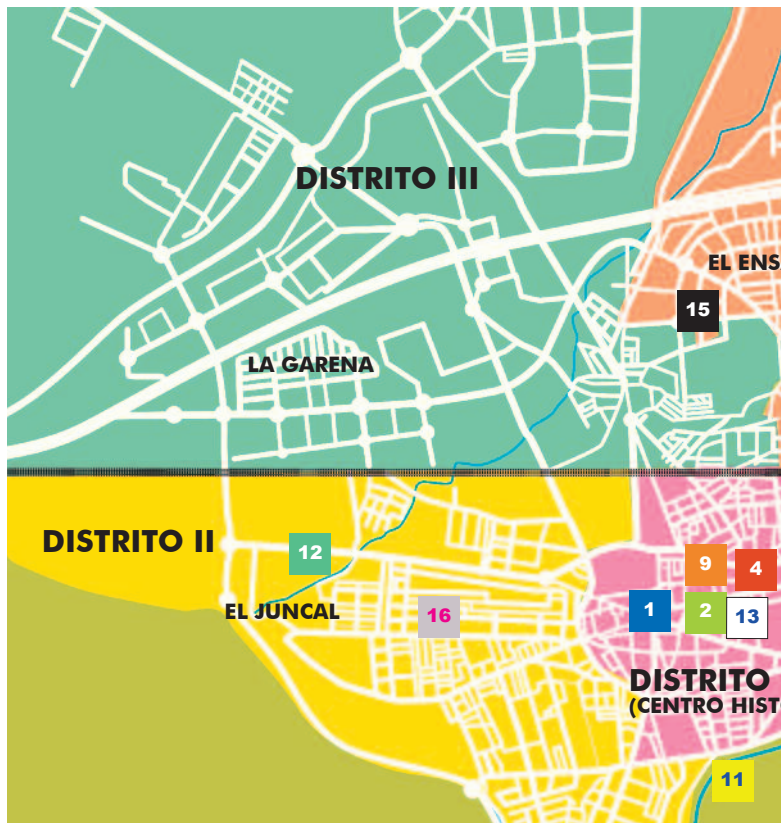 DISTRITO III
EL ENS
15
LA GARENA
DISTRITO II
12
9
4
EL JUNCAL
16
1
2
13
DISTRITO
(CENTRO HIST
11